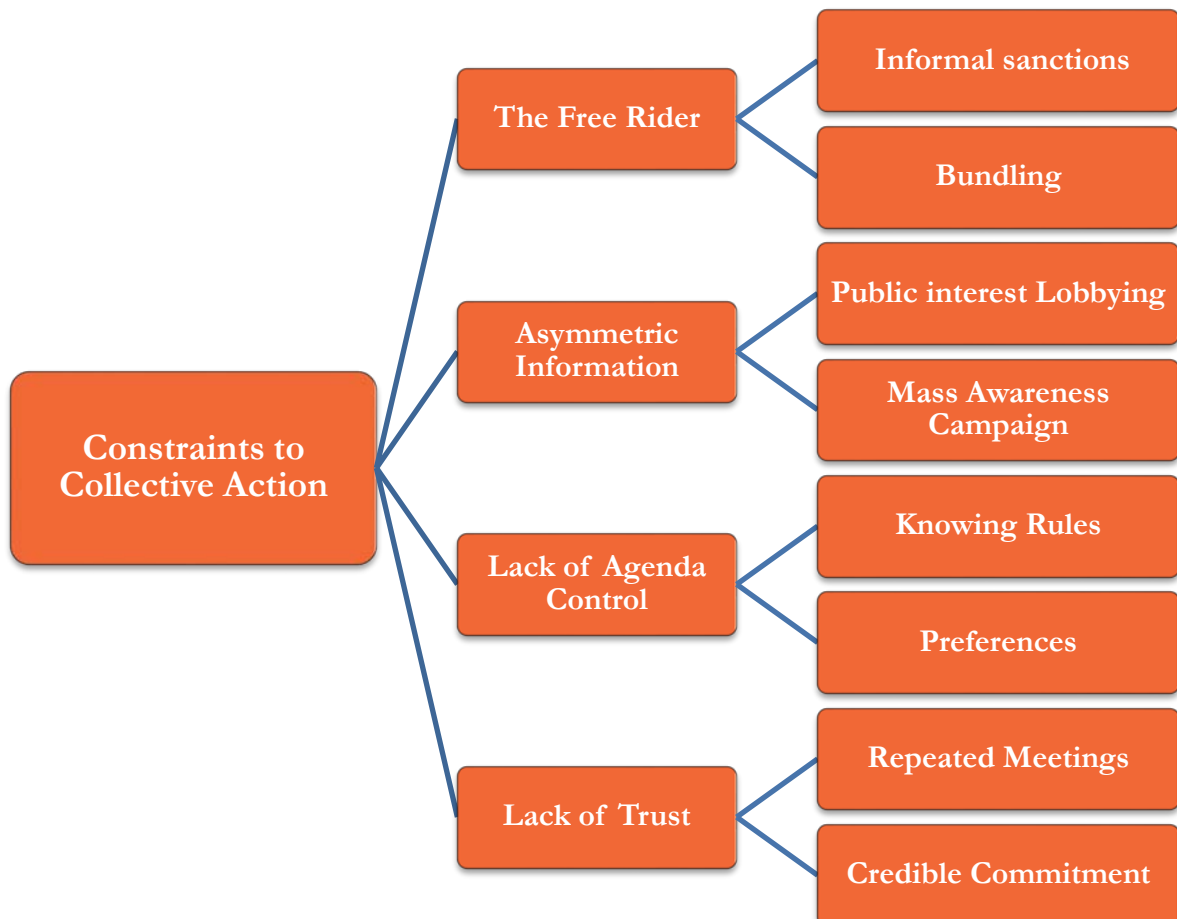 Constraints to
Collective Action
The Free Rider
Informal sanctions
Bundling
Asymmetric
Information
Public interest Lobbying
Mass Awareness
Campaign
Lack of Agenda
Control
Knowing Rules
Preferences
Lack of Trust
Repeated Meetings
Credible Commitment